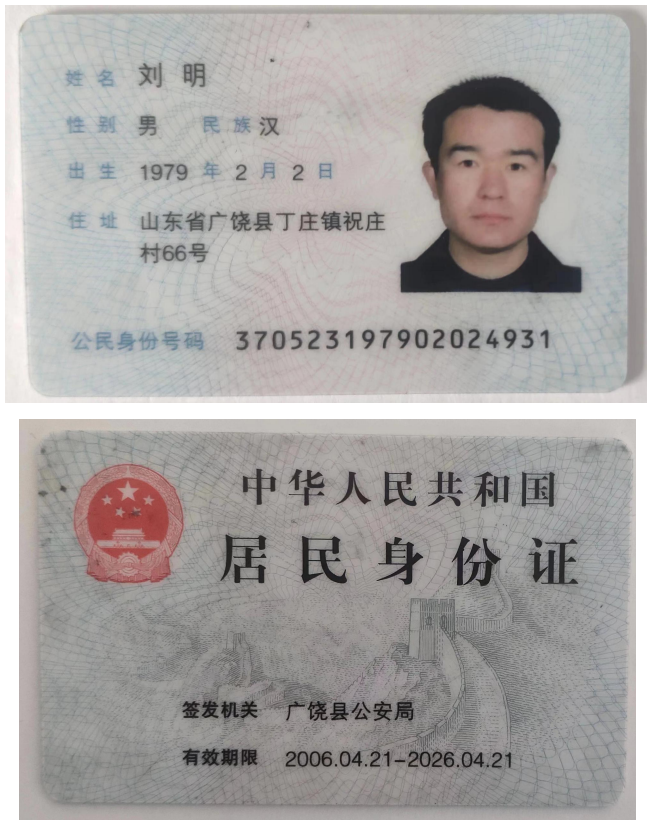 姓名 刘明
性别 男 民族 汉
出生 1979 年 2 月 2 日
住址 山东省广饶县丁庄镇祝庄
村66号
公民身份号码 370523197902024931
中华人民共和国
居民身份证
签发机关 广饶县公安局
有效期限 2006.04.21-2026.04.21